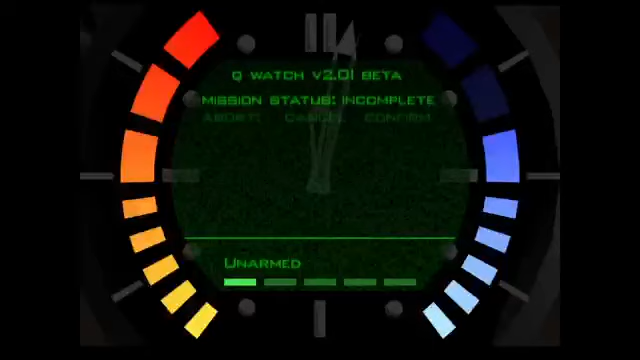 Q WATCH V2.01 BETA
MISSION STATUS: INCOMPLETE
ABORT: CANCEL CONFIRM
UNARMED